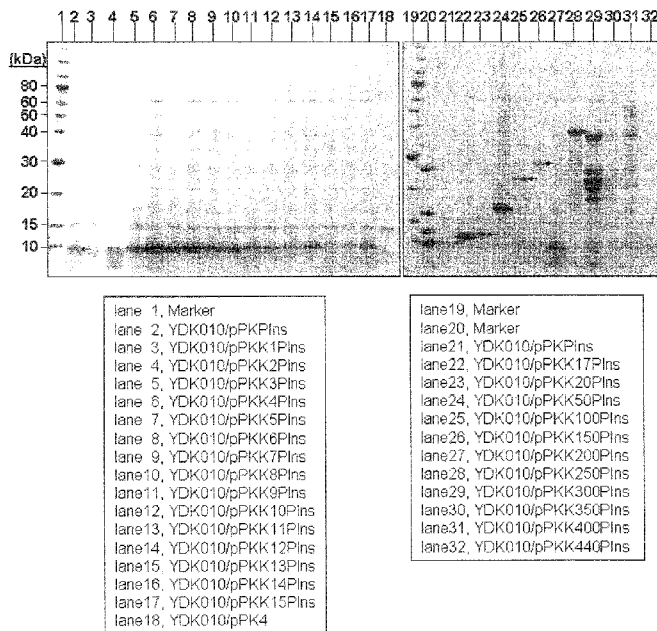 1 2 3 4 5 6 7 8 9 10 11 12 13 14 15 16 17 18
19 20 21 22 23 24 25 26 27 28 29 30 31 32
(kDa)
80
60
50
40
30
20
15
10
lane 1, Marker
lane 2, YDK010/pPKPIns
lane 3, YDK010/pPKK1PIns
lane 4, YDK010/pPKK2PIns
lane 5, YDK010/pPKK3PIns
lane 6, YDK010/pPKK4PIns
lane 7, YDK010/pPKK5PIns
lane 8, YDK010/pPKK6PIns
lane 9, YDK010/pPKK7PIns
lane10, YDK010/pPKK8PIns
lane11, YDK010/pPKK9PIns
lane12, YDK010/pPKK10PIns
lane13, YDK010/pPKK11PIns
lane14, YDK010/pPKK12PIns
lane15, YDK010/pPKK13PIns
lane16, YDK010/pPKK14PIns
lane17, YDK010/pPKK15PIns
lane18, YDK010/pPK4
lane19, Marker
lane20, Marker
lane21, YDK010/pPKPIns
lane22, YDK010/pPKK17PIns
lane23, YDK010/pPKK20PIns
lane24, YDK010/pPKK50PIns
lane25, YDK010/pPKK100PIns
lane26, YDK010/pPKK150PIns
lane27, YDK010/pPKK200PIns
lane28, YDK010/pPKK250PIns
lane29, YDK010/pPKK300PIns
lane30, YDK010/pPKK350PIns
lane31, YDK010/pPKK400PIns
lane32, YDK010/pPKK440PIns